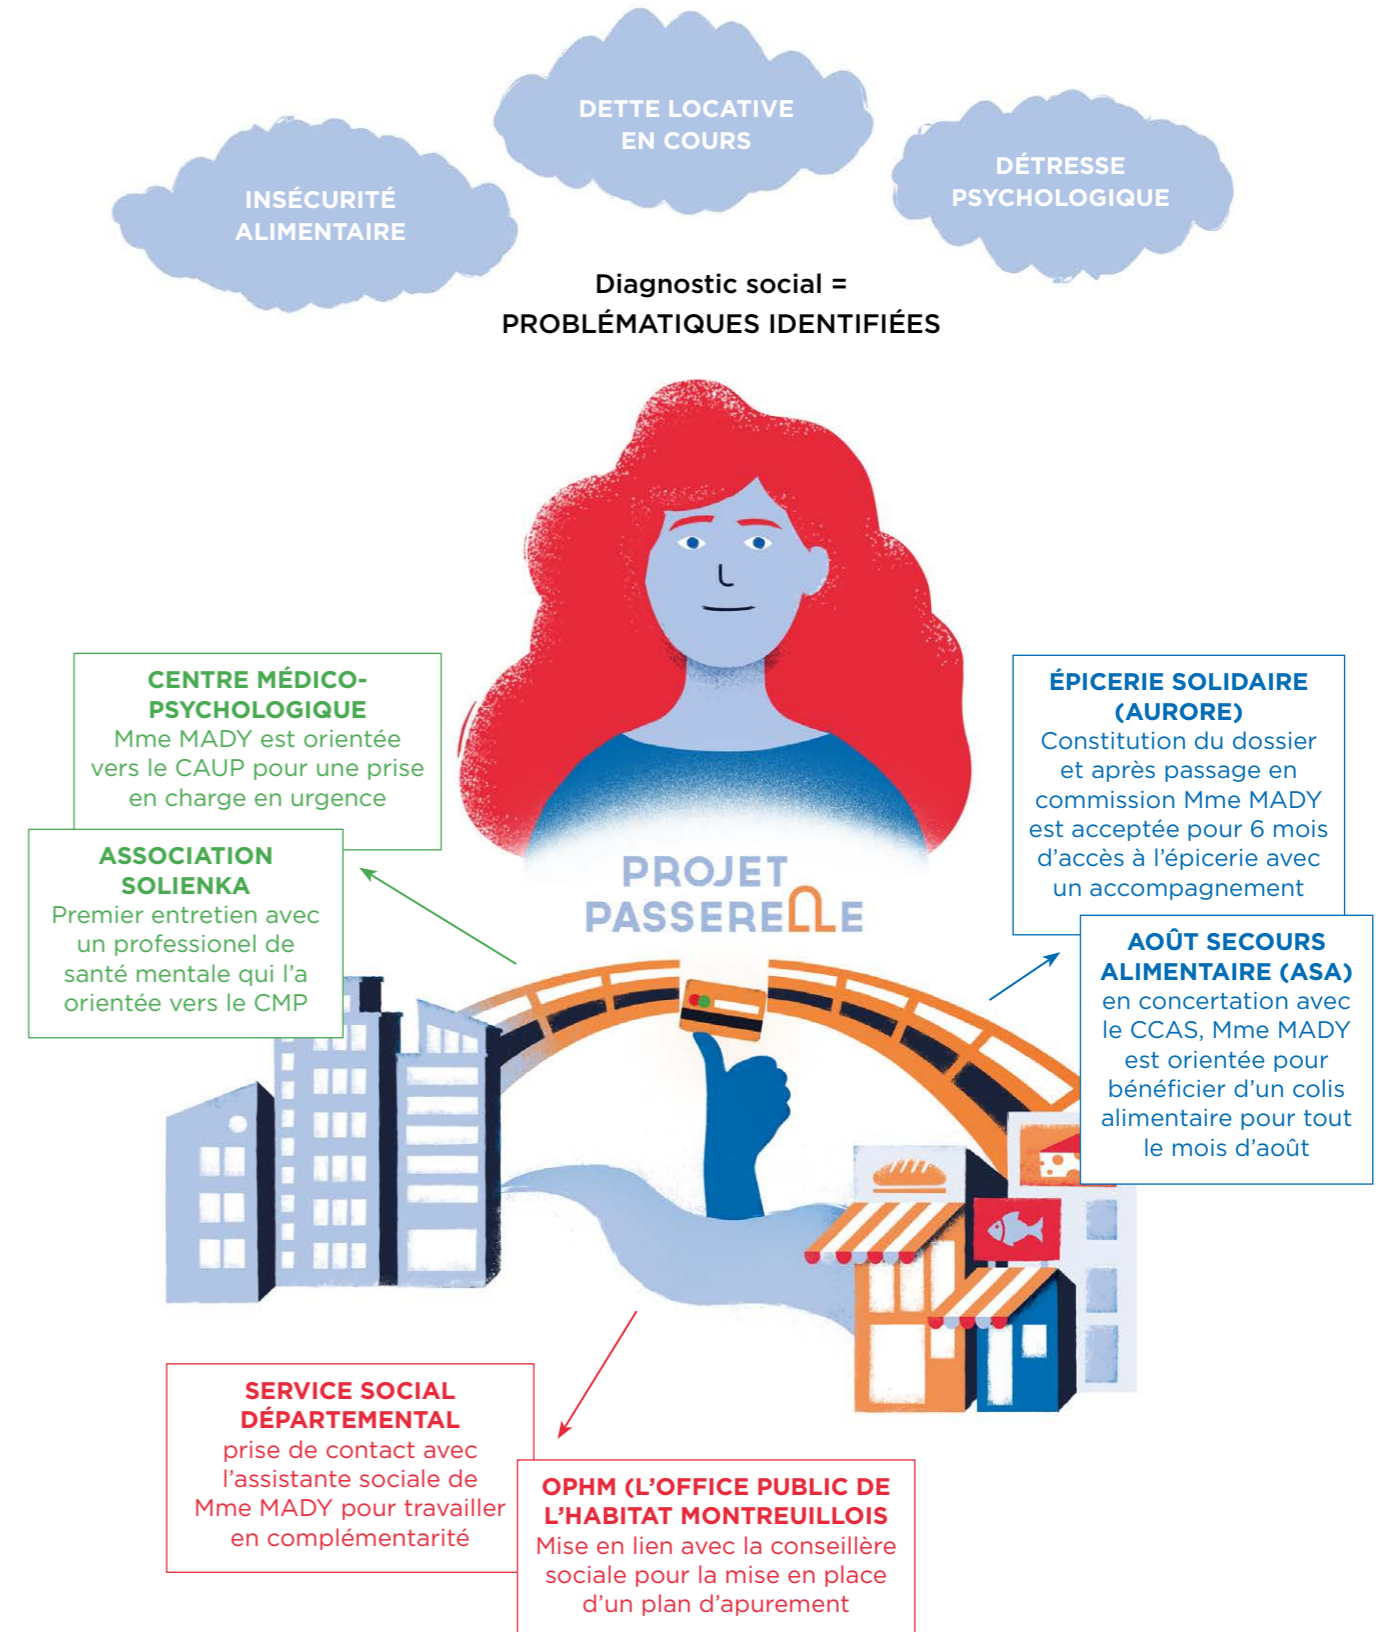 DETTE LOCATIVE
EN COURS
INSÉCURITÉ
ALIMENTAIRE
DÉTRESSE
PSYCHOLOGIQUE
Diagnostic social =
PROBLÉMATIQUES IDENTIFIÉES
CENTRE MÉDICO-
PSYCHOLOGIQUE
Mme MADY est orientée
vers le CAUP pour une prise
en charge en urgence
ASSOCIATION
SOLIENKA
Premier entretien avec
un professionel de
santé mentale qui l'a
orientée vers le CMP
PROJET
PASSERELLE
ÉPICERIE SOLIDAIRE
(AURORE)
Constitution du dossier
et après passage en
commission Mme MADY
est acceptée pour 6 mois
d’accès à l’épicerie avec
un accompagnement
AOÛT SECOURS
ALIMENTAIRE (ASA)
en concertation avec
le CCAS, Mme MADY
est orientée pour
bénéficier d’un colis
alimentaire pour tout
le mois d’août
SERVICE SOCIAL
DÉPARTEMENTAL
prise de contact avec
l’assistante sociale de
Mme MADY pour travailler
en complémentarité
OPHM (L’OFFICE PUBLIC DE
L’HABITAT MONTREUILLOIS
Mise en lien avec la conseillère
sociale pour la mise en place
d’un plan d’apurement